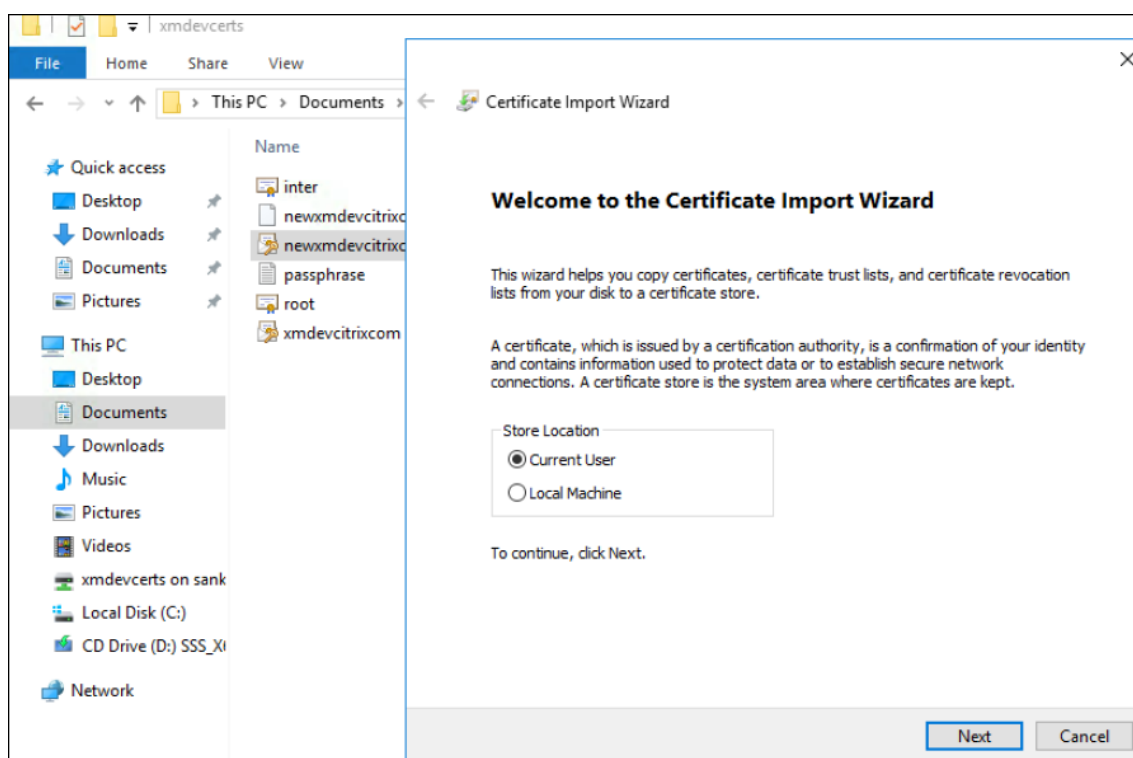 xmdevcerts
File Home Share View
This PC > Documents >
Quick access
Desktop
Downloads
Documents
Pictures
This PC
Desktop
Documents
Downloads
Music
Pictures
Videos
xmdevcerts on sank
Local Disk (C:)
CD Drive (D:) SSS_X
Network
Name
inter
newxmdevcitrixc
newxmdevcitrixc
passphrase
root
xmdevcitrixcom
Certificate Import Wizard
Welcome to the Certificate Import Wizard
This wizard helps you copy certificates, certificate trust lists, and certificate revocation
lists from your disk to a certificate store.
A certificate, which is issued by a certification authority, is a confirmation of your identity
and contains information used to protect data or to establish secure network
connections. A certificate store is the system area where certificates are kept.
Store Location
Current User
Local Machine
To continue, click Next.
Next Cancel